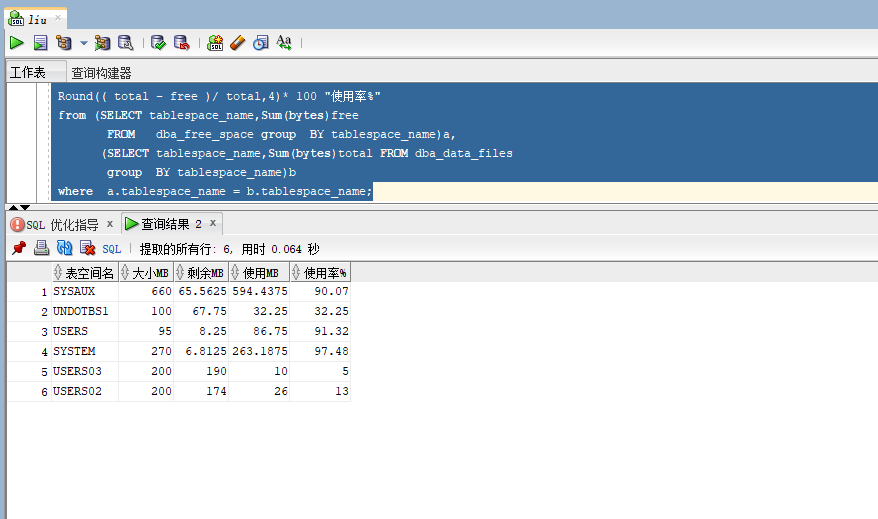 liu
工作表 查询构建器
Round(( total - free )/ total,4)* 100 "使用率%"
from (SELECT tablespace_name,Sum(bytes)free
FROM dba_free_space group BY tablespace_name)a,
(SELECT tablespace_name,Sum(bytes)total FROM dba_data_files
group BY tablespace_name)b
where a.tablespace_name = b.tablespace_name;
SQL 优化指导 x 查询结果 2 x
SQL | 提取的所有行: 6, 用时 0.064 秒
表空间名 大小MB 剩余MB 使用MB 使用率%
1 SYSAUX 660 65.5625 594.4375 90.07
2 UNDOTBS1 100 67.75 32.25 32.25
3 USERS 95 8.25 86.75 91.32
4 SYSTEM 270 6.8125 263.1875 97.48
5 USERS03 200 190 10 5
6 USERS02 200 174 26 13